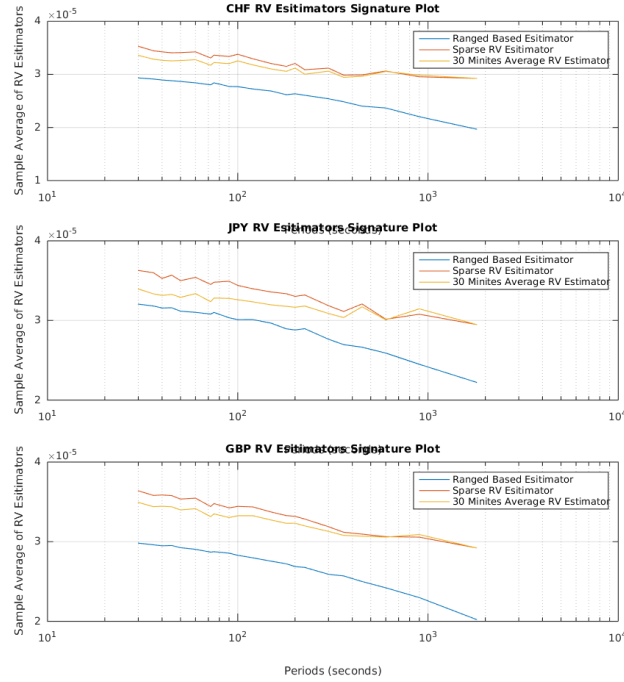 CHF RV Esitimators Signature Plot
×10-5
4
3
2
1
Sample Average of RV Esitimators
Ranged Based Esitimator
Sparse RV Esitimator
30 Minites Average RV Estimator
10^1 10^2 10^3 10^4
Periods (seconds)
JPY RV Esitimators Signature Plot
×10-5
4
3
2
Sample Average of RV Esitimators
Ranged Based Esitimator
Sparse RV Esitimator
30 Minites Average RV Estimator
10^1 10^2 10^3 10^4
Periods (seconds)
GBP RV Esitimators Signature Plot
×10-5
4
3
2
Sample Average of RV Esitimators
Ranged Based Esitimator
Sparse RV Esitimator
30 Minites Average RV Estimator
10^1 10^2 10^3 10^4
Periods (seconds)